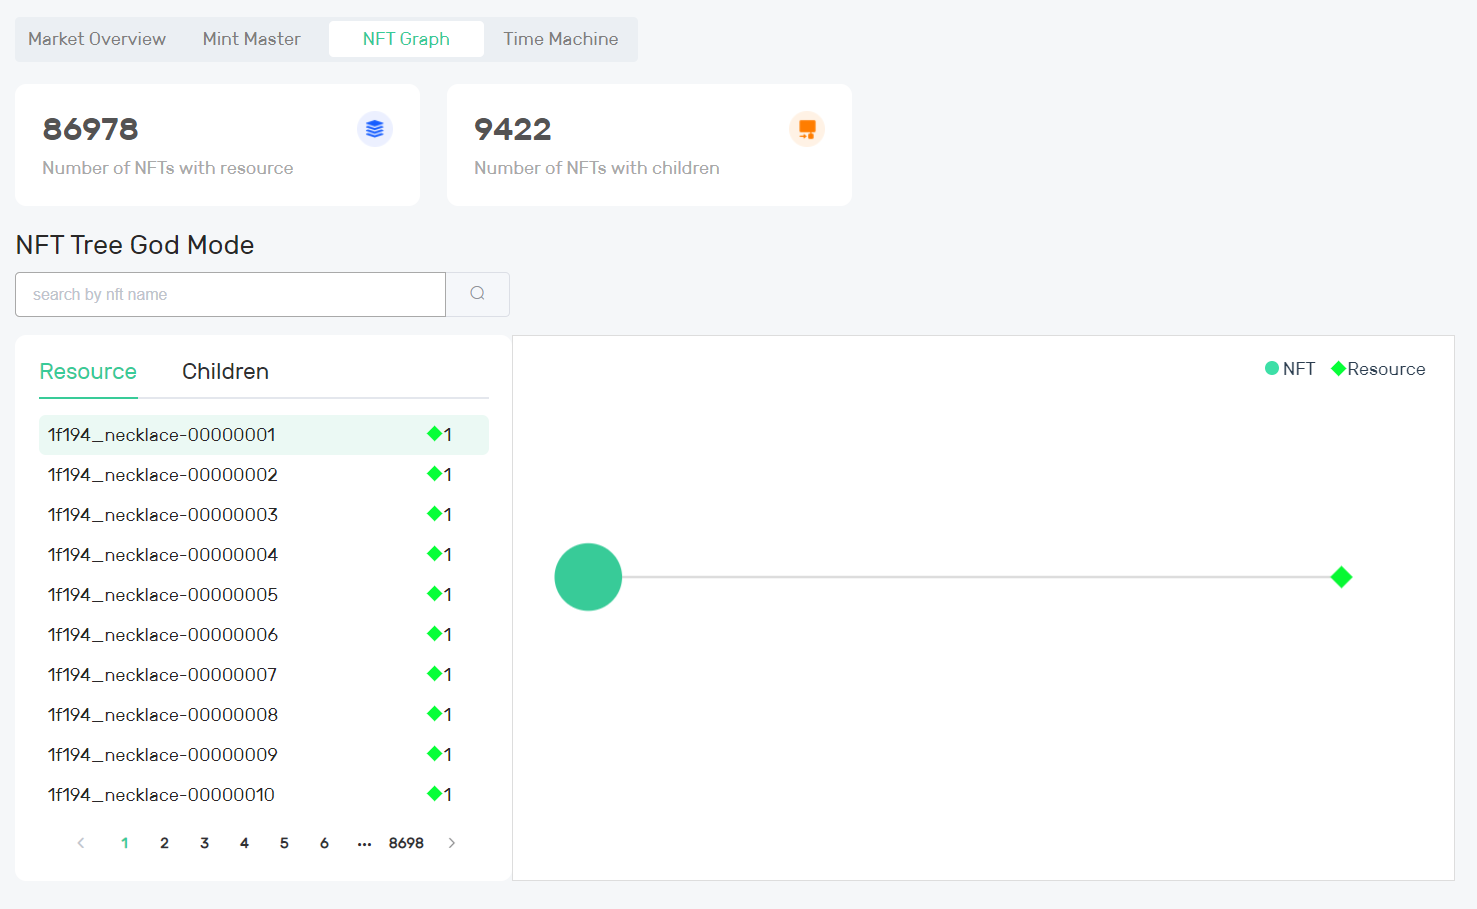 Market Overview Mint Master NFT Graph Time Machine
86978
Number of NFTs with resource
9422
Number of NFTs with children
NFT Tree God Mode
search by nft name
Resource Children
1f194_necklace-00000001 1
1f194_necklace-00000002 1
1f194_necklace-00000003 1
1f194_necklace-00000004 1
1f194_necklace-00000005 1
1f194_necklace-00000006 1
1f194_necklace-00000007 1
1f194_necklace-00000008 1
1f194_necklace-00000009 1
1f194_necklace-00000010 1
1 2 3 4 5 6 ••• 8698
NFT Resource